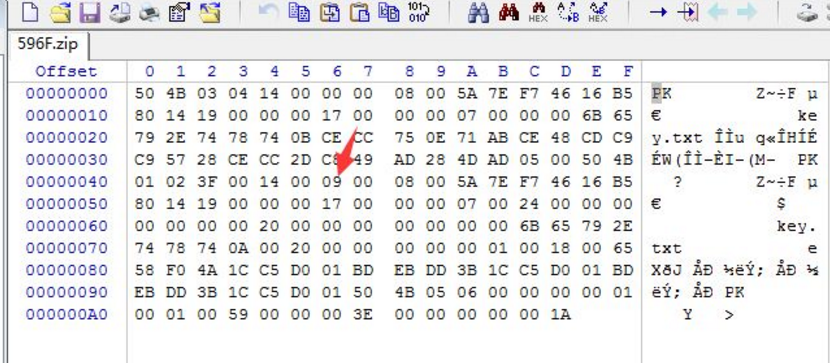 101
010
HEX
A
B
HEX
596F.zip
Offset 0 1 2 3 4 5 6 7 8 9 A B C D E F
00000000 50 4B 03 04 14 00 00 00 08 00 5A 7E F7 46 16 B5 PK Z~÷F µ
00000010 80 14 19 00 00 00 17 00 00 00 07 00 00 00 6B 65 € ke
00000020 79 2E 74 78 74 0B CE CC 75 0E 71 AB CE 48 CD C9 y.txt ÎÌu q«ÎHÍÉ
00000030 C9 57 28 CE CC 2D C8 49 AD 28 4D AD 05 00 50 4B ÉW(ÎÌ-ÈI-(M- PK
00000040 01 02 3F 00 14 00 09 00 08 00 5A 7E F7 46 16 B5 ? Z~÷F µ
00000050 80 14 19 00 00 00 17 00 00 00 07 00 24 00 00 00 € $
00000060 00 00 00 00 20 00 00 00 00 00 00 00 6B 65 79 2E key.
00000070 74 78 74 0A 00 20 00 00 00 00 00 01 00 18 00 65 txt e
00000080 58 F0 4A 1C C5 D0 01 BD EB DD 3B 1C C5 D0 01 BD XðJ ÅÐ ½ëÝ; ÅÐ ½
00000090 EB DD 3B 1C C5 D0 01 50 4B 05 06 00 00 00 00 01 ëÝ; ÅÐ PK
000000A0 00 01 00 59 00 00 00 3E 00 00 00 00 00 1A Y >